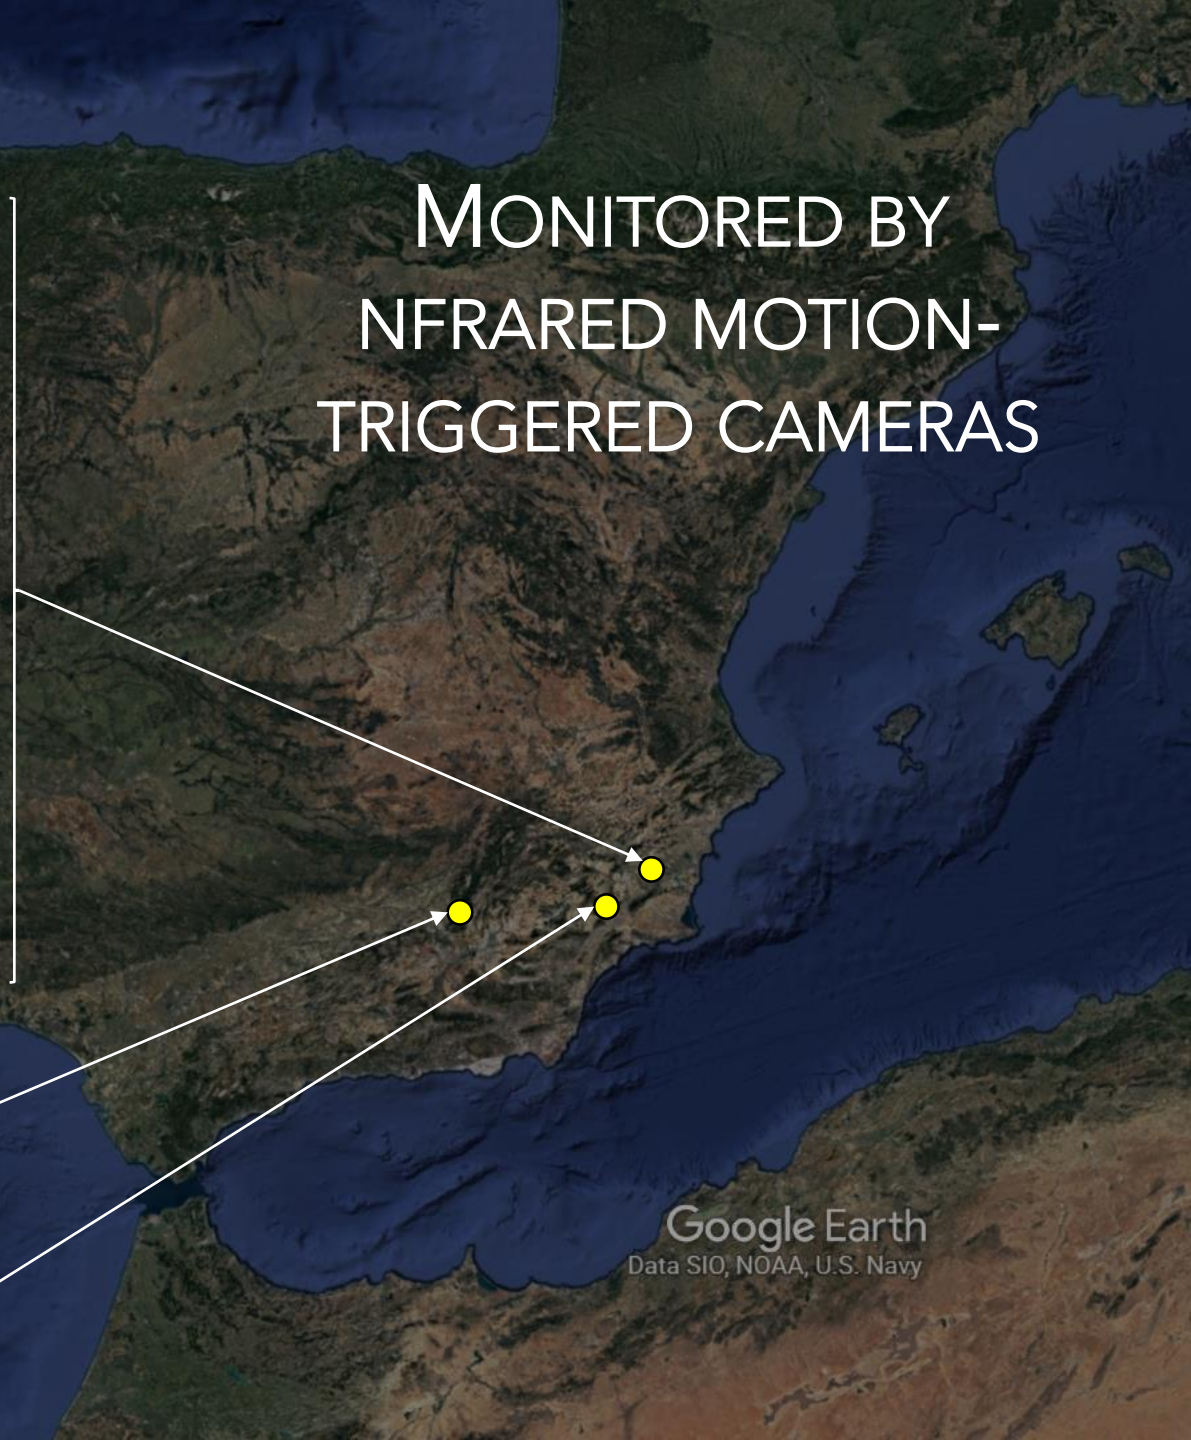 MONITORED BY
NFRARED MOTION-
TRIGGERED CAMERAS
Google Earth
Data SIO, NOAA, U.S. Navy